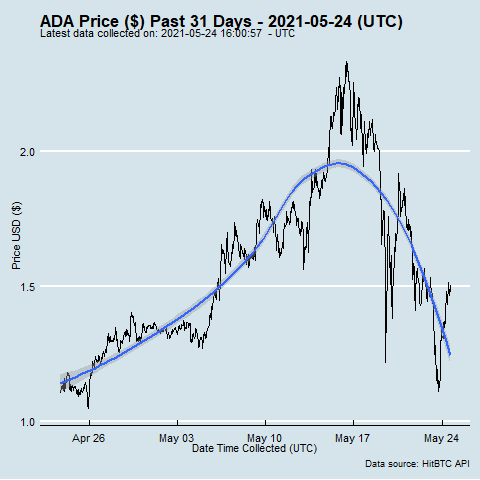 ADA Price ($) Past 31 Days - 2021-05-24 (UTC)
Latest data collected on: 2021-05-24 16:00:57 - UTC
2.0
1.5
1.0
Price USD ($)
Apr 26 May 03 May 10 May 17 May 24
Date Time Collected (UTC)
Data source: HitBTC API